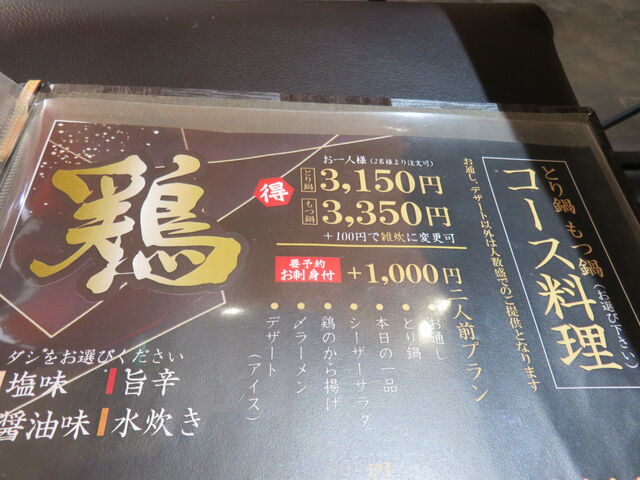 とり鍋 もつ鍋(お選び下さい)
コース料理
お通し、デザート以外は人数盛でのご提供となります
お一人様(2名様より注文可)
得
とり鍋 3,150円
もつ鍋 3,350円
+100円で雑炊に変更可
要予約
お刺身付 +1,000円
二人前プラン
●お通し
●とり鍋
●本日の一品
●シーザーサラダ
●鶏のから揚げ
●〆ラーメン
●デザート(アイス)
鶏
ダシをお選びください
塩味
旨辛
醤油味
水炊き